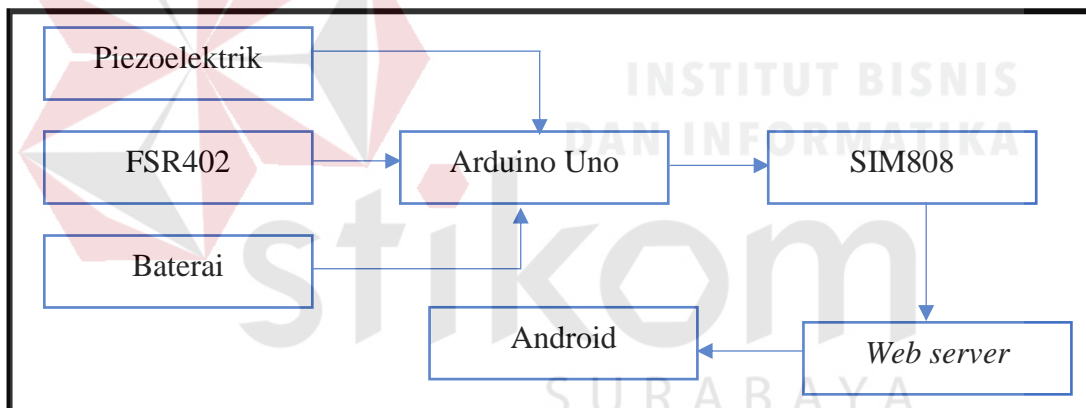 Piezoelektrik
INSTITUT BISNIS
DAN INFORMATIKA
FSR402
Arduino Uno
SIM808
stikom
Baterai
Android
Web server
SURABAYA